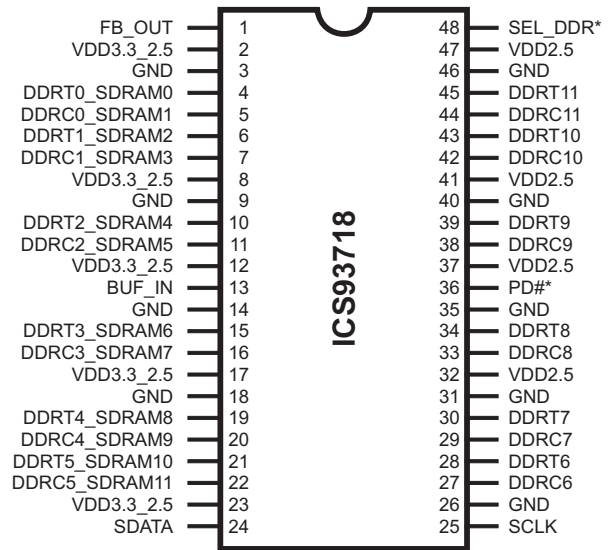 FB_OUT 1 48 SEL_DDR*
VDD3.3_2.5 2 47 VDD2.5
GND 3 46 GND
DDRT0_SDRAM0 4 45 DDRT11
DDRC0_SDRAM1 5 44 DDRC11
DDRT1_SDRAM2 6 43 DDRT10
DDRC1_SDRAM3 7 42 DDRC10
VDD3.3_2.5 8 41 VDD2.5
GND 9 40 GND
DDRT2_SDRAM4 10 39 DDRT9
DDRC2_SDRAM5 11 38 DDRC9
VDD3.3_2.5 12 37 VDD2.5
BUF_IN 13 36 PD#*
GND 14 35 GND
DDRT3_SDRAM6 15 34 DDRT8
DDRC3_SDRAM7 16 33 DDRC8
VDD3.3_2.5 17 32 VDD2.5
GND 18 31 GND
DDRT4_SDRAM8 19 30 DDRT7
DDRC4_SDRAM9 20 29 DDRC7
DDRT5_SDRAM10 21 28 DDRT6
DDRC5_SDRAM11 22 27 DDRC6
VDD3.3_2.5 23 26 GND
SDATA 24 25 SCLK
ICS93718